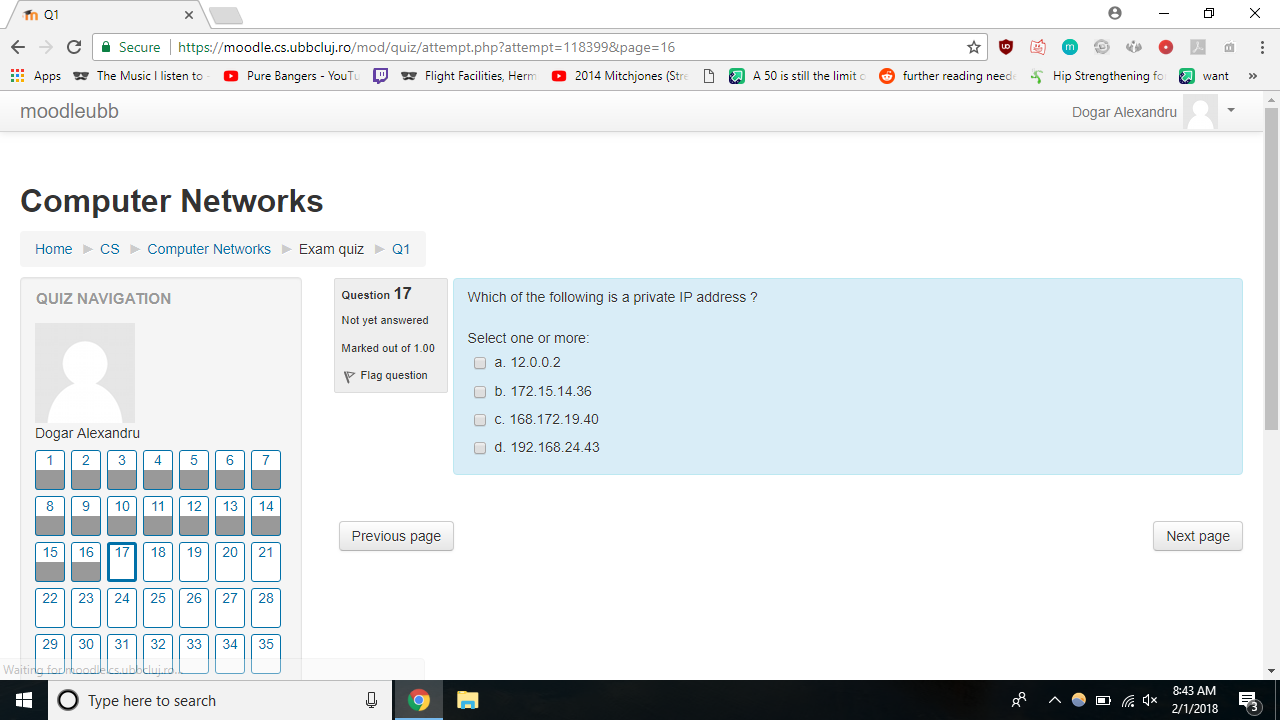 Q1
Secure
https://moodle.cs.ubbcluj.ro/mod/quiz/attempt.php?attempt=118399&page=16
Apps
The Music I listen to
Pure Bangers - YouTu
Flight Facilities, Herm
2014 Mitchjones (Stre
A 50 is still the limit o
further reading neede
Hip Strengthening fo
want
»
moodleubb
Dogar Alexandru
Computer Networks
Home ► CS ► Computer Networks ► Exam quiz ► Q1
QUIZ NAVIGATION
Dogar Alexandru
1 2 3 4 5 6 7
8 9 10 11 12 13 14
15 16 17 18 19 20 21
22 23 24 25 26 27 28
29 30 31 32 33 34 35
Question 17
Not yet answered
Marked out of 1.00
Flag question
Which of the following is a private IP address ?
Select one or more:
a. 12.0.0.2
b. 172.15.14.36
c. 168.172.19.40
d. 192.168.24.43
Previous page
Next page
Waiting for moodle.cs.ubbcluj.ro...
Type here to search
8:43 AM
2/1/2018
3